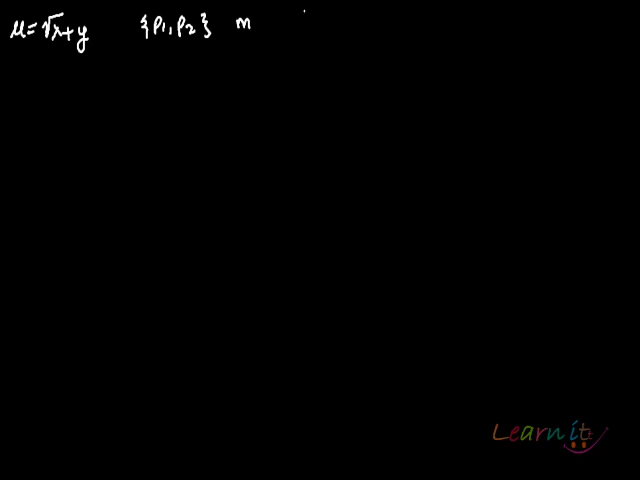 u = √x + y {P1, P2} m
Learnit